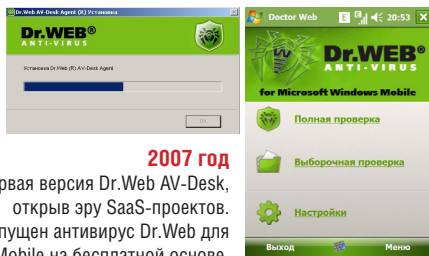 Dr.Web AV-Desk Agent (R) Установка
Dr.WEB®
ANTI-VIRUS
Установка Dr.Web (R) AV-Desk Agent
OK
Doctor Web
20:53
Dr.WEB®
ANTI-VIRUS
for Microsoft Windows Mobile
Полная проверка
Выборочная проверка
Настройки
Выход
Меню
2007 год
рвая версия Dr.Web AV-Desk,
открыв эру SaaS-проектов.
пущен антивирус Dr.Web для
Mobile на бесплатной основе.